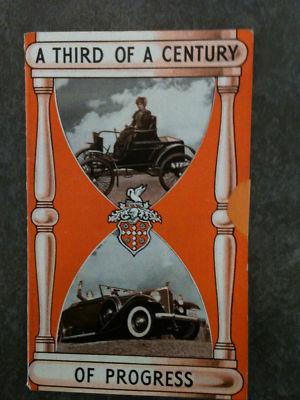 A THIRD OF A CENTURY
OF PROGRESS